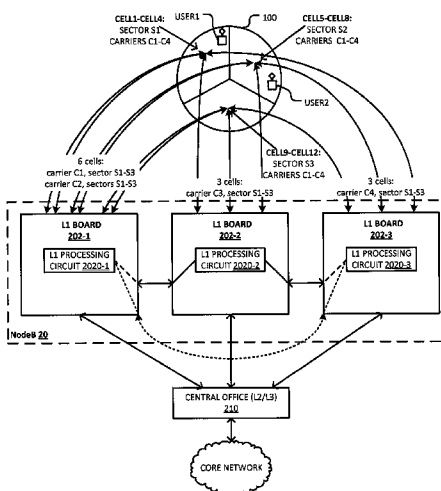 CELL1-CELL4:
SECTOR S1
CARRIERS C1-C4
USER1
100
CELL5-CELL8:
SECTOR S2
CARRIERS C1-C4
USER2
CELL9-CELL12:
SECTOR S3
CARRIERS C1-C4
6 cells:
carrier C1, sector S1-S3
carrier C2, sectors S1-S3
3 cells:
carrier C3, sector S1-S3
3 cells:
carrier C4, sector S1-S3
L1 BOARD
202-1
L1 PROCESSING
CIRCUIT 2020-1
L1 BOARD
202-2
L1 PROCESSING
CIRCUIT 2020-2
L1 BOARD
202-3
L1 PROCESSING
CIRCUIT 2020-3
NodeB 20
CENTRAL OFFICE (L2/L3)
210
CORE NETWORK